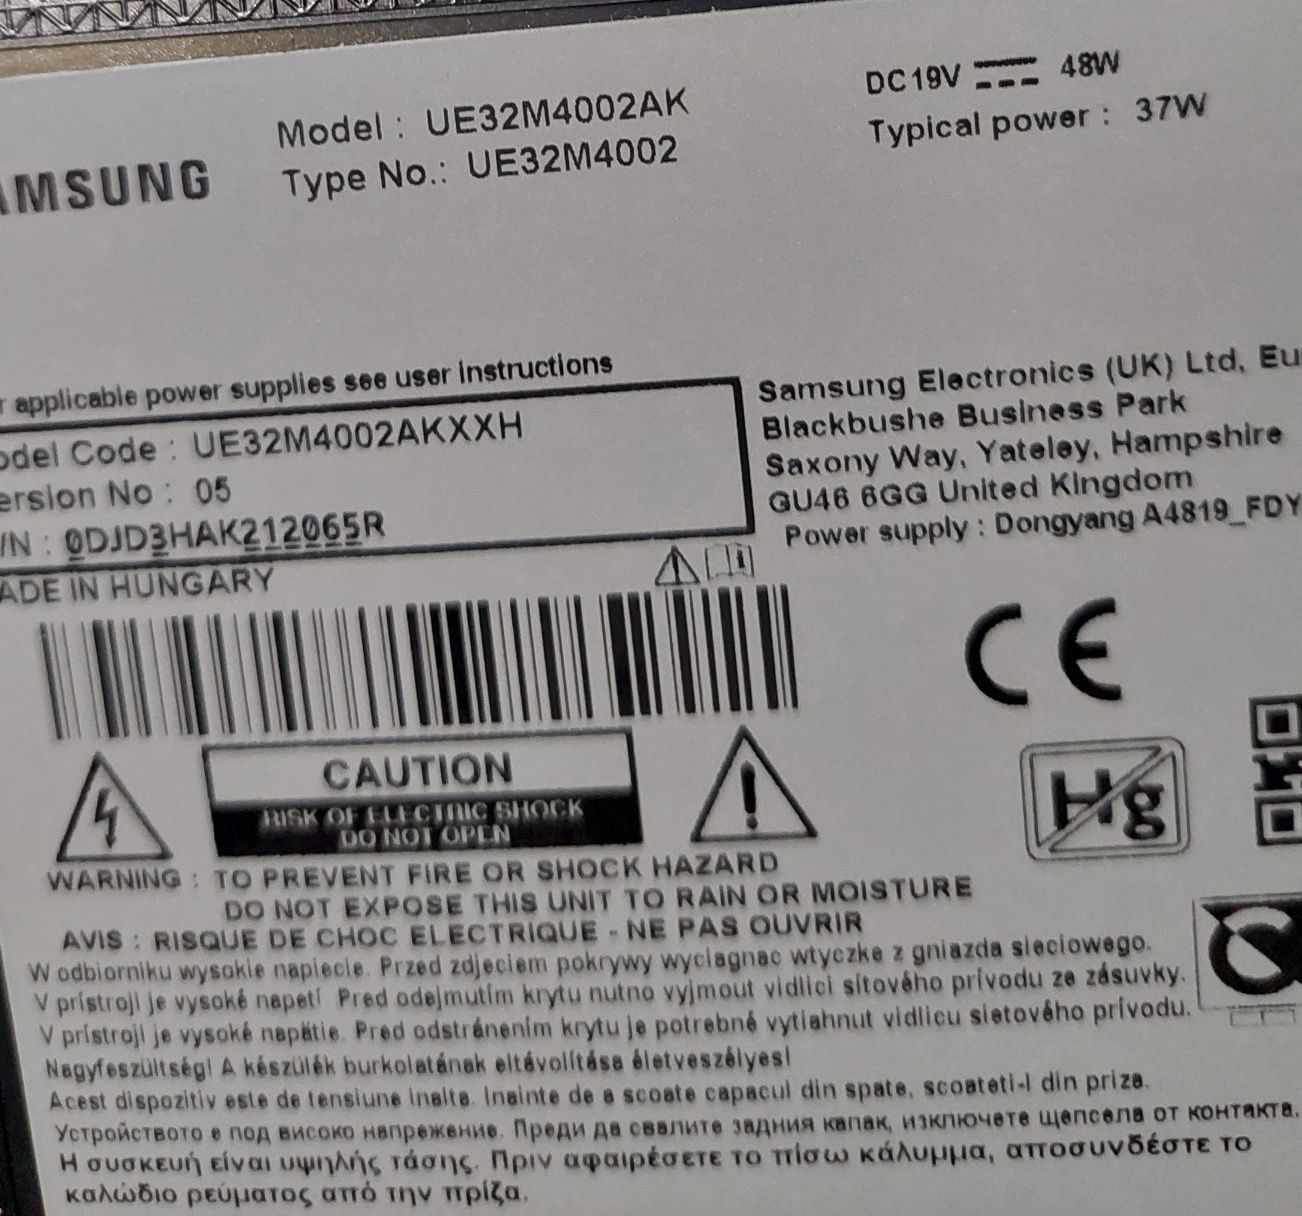 Model : UE32M4002AK
Type No.: UE32M4002
DC19V 48W
Typical power : 37W
AMSUNG
r applicable power supplies see user instructions
odel Code : UE32M4002AKXXH
ersion No : 05
/N : 0DJD3HAK212065R
ADE IN HUNGARY
Samsung Electronics (UK) Ltd, Eu
Blackbushe Business Park
Saxony Way, Yateley, Hampshire
GU46 6GG United Kingdom
Power supply : Dongyang A4819_FDY
CE
CAUTION
RISK OF ELECTRIC SHOCK
DO NOT OPEN
Hg
WARNING : TO PREVENT FIRE OR SHOCK HAZARD
DO NOT EXPOSE THIS UNIT TO RAIN OR MOISTURE
AVIS : RISQUE DE CHOC ELECTRIQUE - NE PAS OUVRIR
W odbiorniku wysokie napiecie. Przed zdjeciem pokrywy wyciagnac wtyczke z gniazda sieciowego.
V prístroji je vysoké napetí Pred odejmutím krytu nutno vyjmout vidlici sítového prívodu ze zásuvky.
V prístroji je vysoké napätie. Pred odstránením krytu je potrebné vytiahnut vidlicu sietového prívodu.
Nagyfeszültség! A készülék burkolatának eltávolítása életveszélyes!
Acest dispozitiv este de tensiune inalta. Inainte de a scoate capacul din spate, scoateti-l din priza.
Устройството е под високо напрежение. Преди да свалите задния капак, изключете щепсела от контакта.
Η συσκευή είναι υψηλής τάσης. Πριν αφαιρέσετε το πίσω κάλυμμα, αποσυνδέστε το
καλώδιο ρεύματος από την πρίζα.